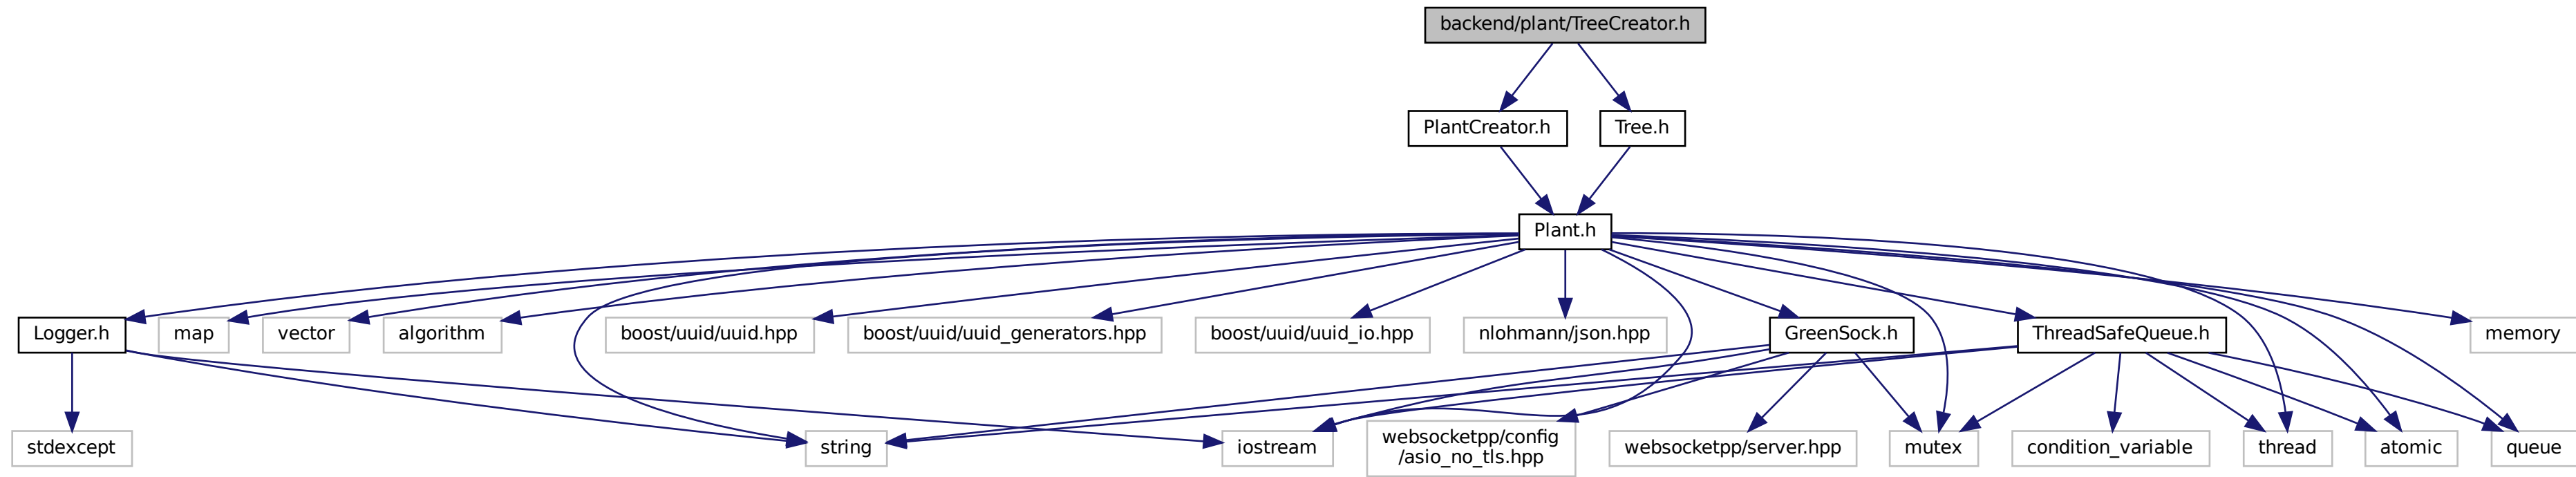 backend/plant/TreeCreator.h
PlantCreator.h
Tree.h
Plant.h
Logger.h
map
vector
algorithm
boost/uuid/uuid.hpp
boost/uuid/uuid_generators.hpp
boost/uuid/uuid_io.hpp
nlohmann/json.hpp
GreenSock.h
ThreadSafeQueue.h
memory
stdexcept
string
iostream
websocketpp/config
/asio_no_tls.hpp
websocketpp/server.hpp
mutex
condition_variable
thread
atomic
queue